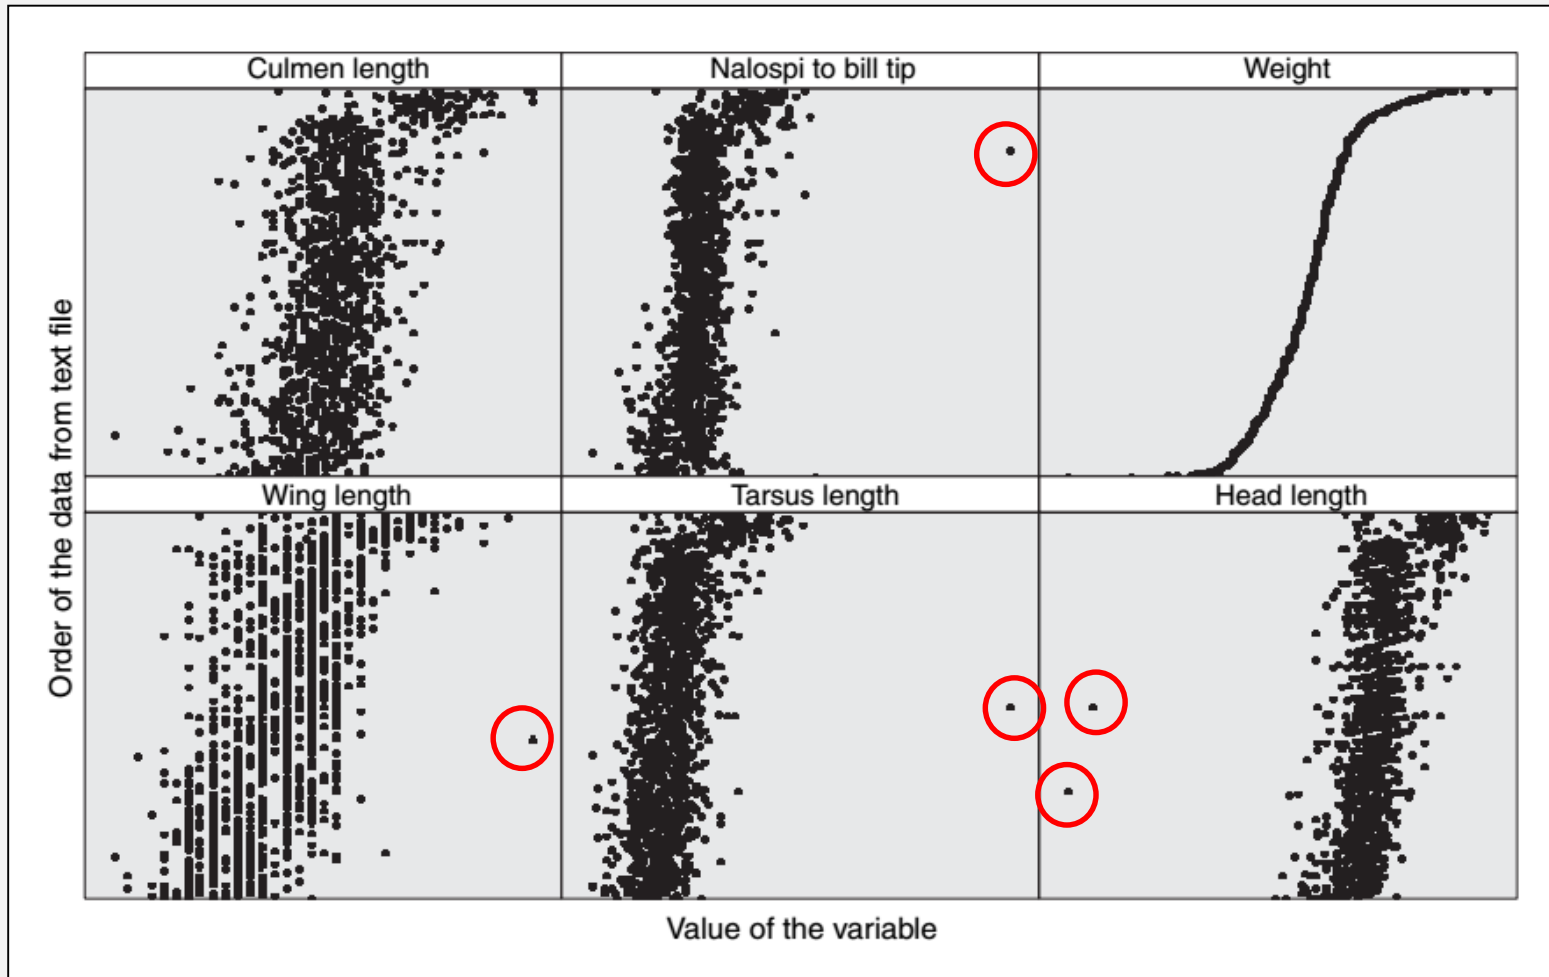 Culmen length
Nalospi to bill tip
Weight
Wing length
Tarsus length
Head length
Order of the data from text file
Value of the variable